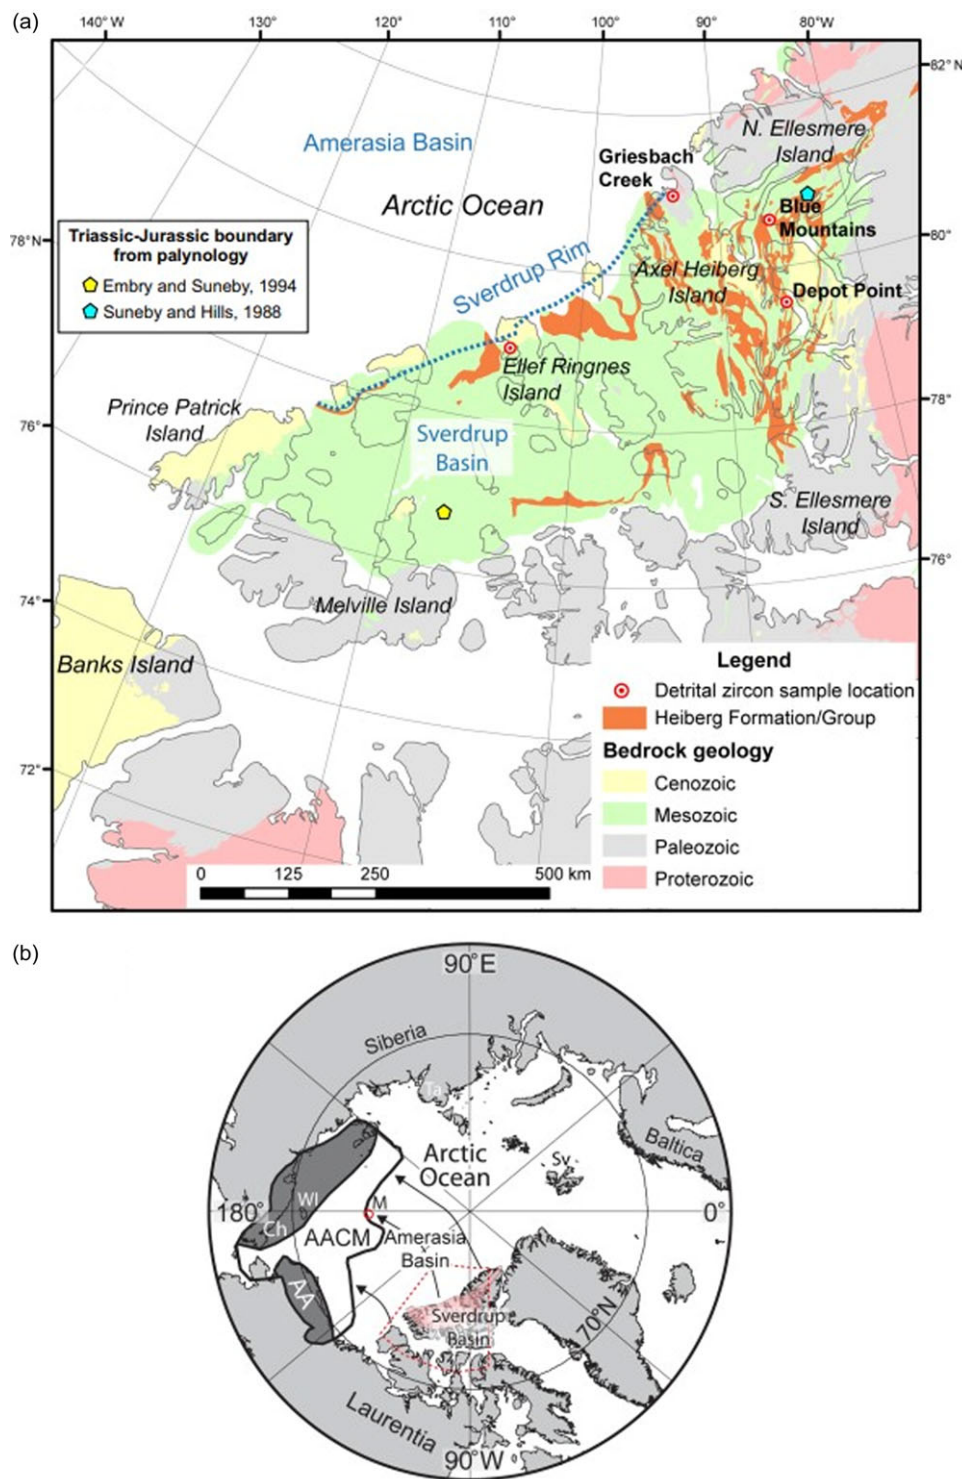 (a)
140°W
130°
120°
110°
100°
90°
80°W
82°N
Amerasia Basin
N. Ellesmere
Island
Griesbach
Creek
Arctic Ocean
Blue
Mountains
78°N
80°
Triassic-Jurassic boundary
from palynology
Embry and Suneby, 1994
Suneby and Hills, 1988
Sverdrup Rim
Axel Heiberg
Island
Depot Point
Ellef Ringnes
Island
78°
Prince Patrick
Island
76°
Sverdrup
Basin
S. Ellesmere
Island
76°
74°
Melville Island
Banks Island
72°
Legend
Detrital zircon sample location
Heiberg Formation/Group
Bedrock geology
Cenozoic
Mesozoic
Paleozoic
Proterozoic
0 125 250 500 km
(b)
90°E
Siberia
Ta
Baltica
Arctic
Ocean
Sv
WI
M
180°
0°
Ch
AACM
Amerasia
Basin
AA
Sverdrup
Basin
70°N
Laurentia
90°W